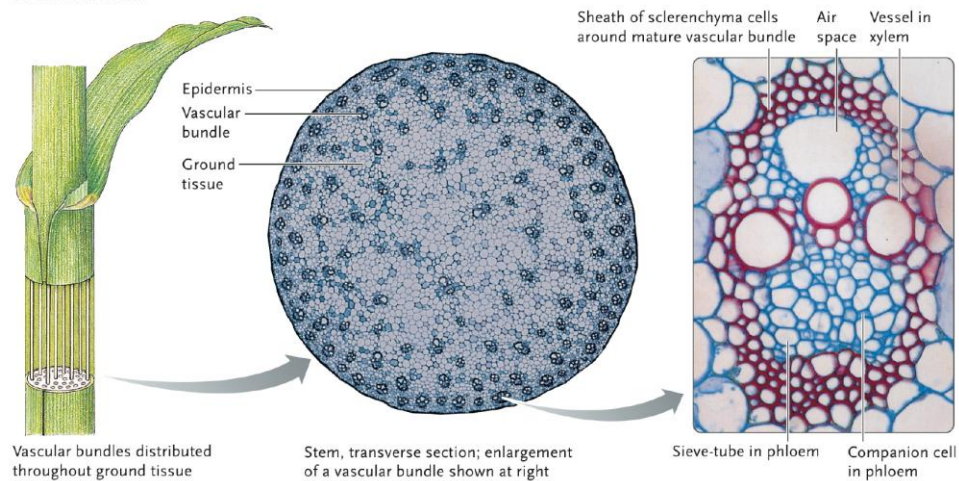 Sheath of sclerenchyma cells
around mature vascular bundle
Air
space
Vessel in
xylem
Epidermis
Vascular
bundle
Ground
tissue
Vascular bundles distributed
throughout ground tissue
Stem, transverse section; enlargement
of a vascular bundle shown at right
Sieve-tube in phloem
Companion cell
in phloem